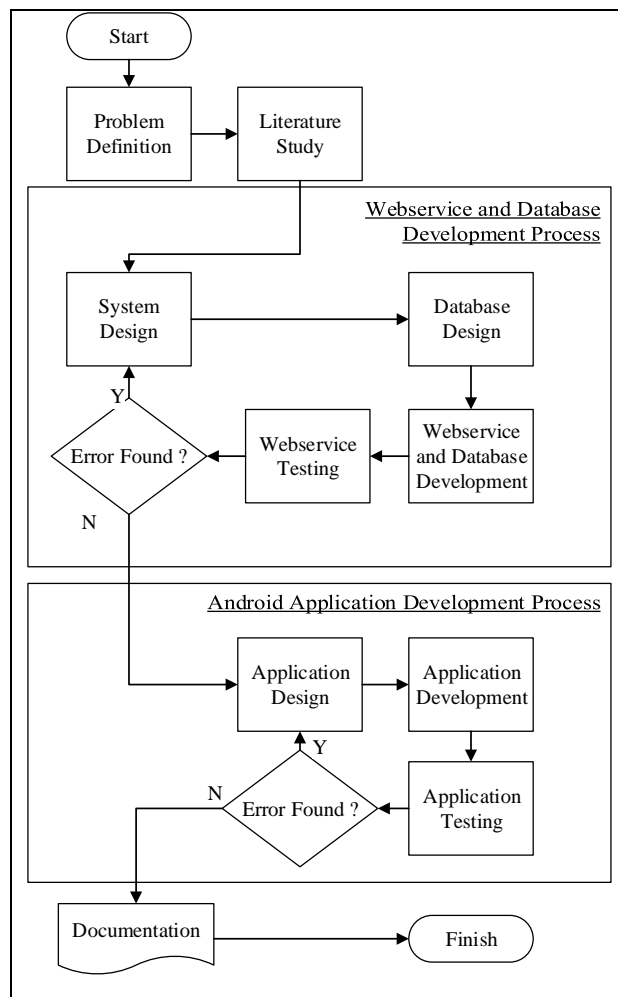 Start
Problem
Definition
Literature
Study
Webservice and Database
Development Process
System
Design
Database
Design
Y
Error Found ?
Webservice
Testing
Webservice
and Database
Development
N
Android Application Development Process
Application
Design
Application
Development
Y
N
Error Found ?
Application
Testing
Documentation
Finish